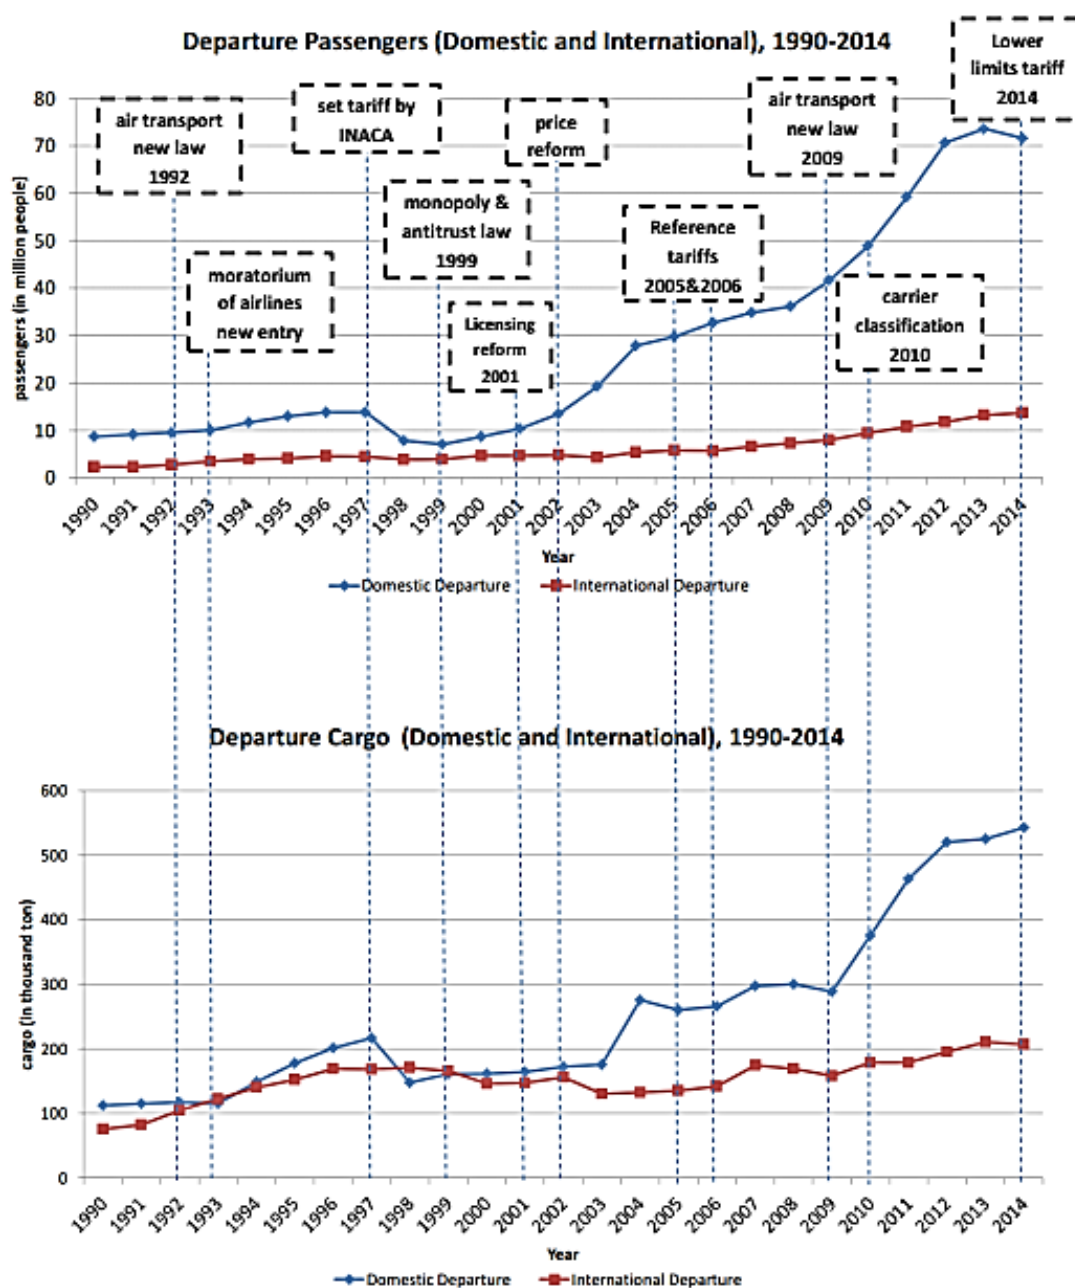 Departure Passengers (Domestic and International), 1990-2014
Lower
limits tariff
2014
air transport
new law
1992
set tariff by
INACA
price
reform
air transport
new law
2009
monopoly &
antitrust law
1999
Reference
tariffs
2005&2006
moratorium
of airlines
new entry
Licensing
reform
2001
carrier
classification
2010
passengers (in million people)
80
70
60
50
40
30
20
10
0
1990
1991
1992
1993
1994
1995
1996
1997
1998
1999
2000
2001
2002
2003
2004
2005
2006
2007
2008
2009
2010
2011
2012
2013
2014
Year
Domestic Departure
International Departure
Departure Cargo (Domestic and International), 1990-2014
cargo (in thousand ton)
600
500
400
300
200
100
0
1990
1991
1992
1993
1994
1995
1996
1997
1998
1999
2000
2001
2002
2003
2004
2005
2006
2007
2008
2009
2010
2011
2012
2013
2014
Year
Domestic Departure
International Departure